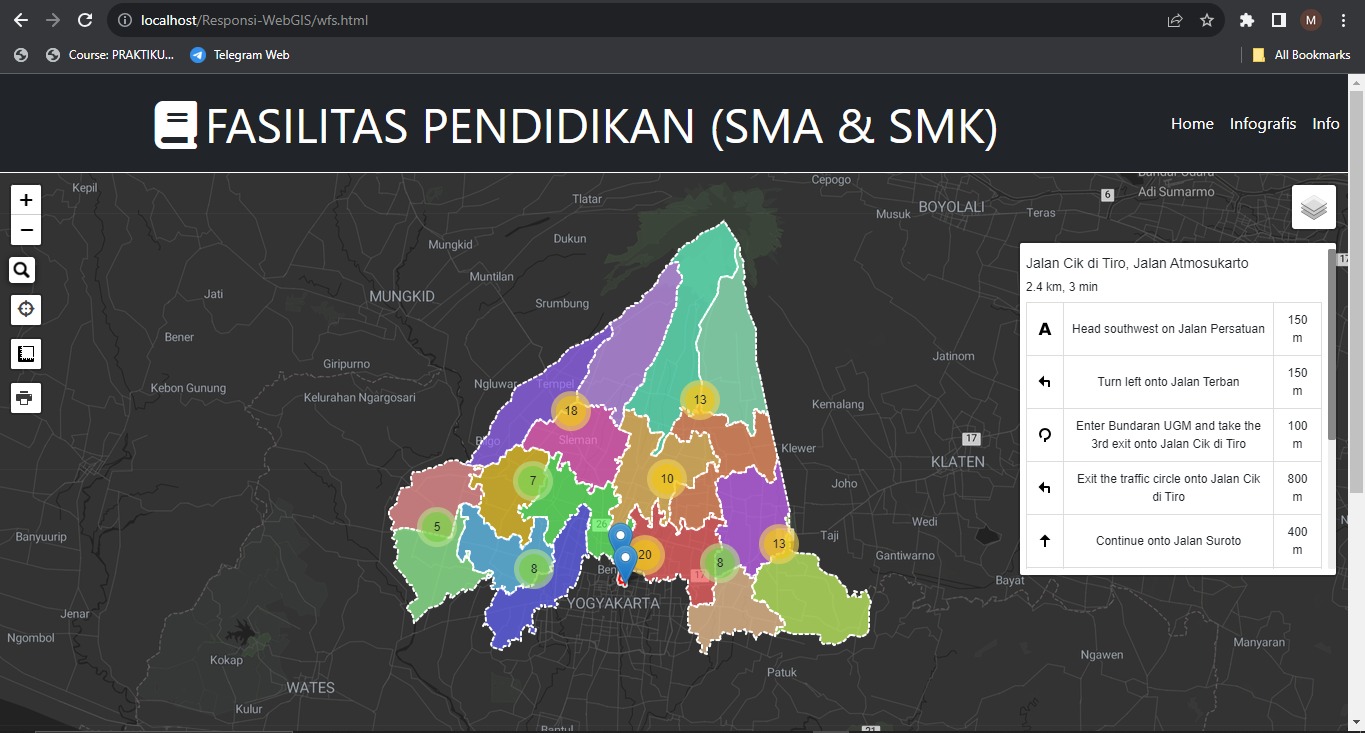 localhost/Responsi-WebGIS/wfs.html
M
Course: PRAKTIKU...
Telegram Web
All Bookmarks
FASILITAS PENDIDIKAN (SMA & SMK)
Home
Infografis
Info
+
−
Kepil
Tlatar
Cepogo
6
Adi Sumarmo
Musuk
BOYOLALI
Teras
Dukun
Mungkid
Muntilan
Jati
MUNGKID
Srumbung
Bener
Giripurno
Ngluwar
Tempel
Kebon Gunung
Kelurahan Ngargosari
Jatinom
Kemalang
18
13
Sleman
17
Klewer
KLATEN
7
10
Joho
5
26
Wedi
Banyuurip
Taji
13
20
Gantiwarno
8
8
17
Bayat
YOGYAKARTA
Jenar
Ngombol
Manyaran
Ngawen
Kokap
Patuk
WATES
Kulur
Bantul
21
Jalan Cik di Tiro, Jalan Atmosukarto
2.4 km, 3 min
Head southwest on Jalan Persatuan
150
m
Turn left onto Jalan Terban
150
m
Enter Bundaran UGM and take the
3rd exit onto Jalan Cik di Tiro
100
m
Exit the traffic circle onto Jalan Cik
di Tiro
800
m
Continue onto Jalan Suroto
400
m